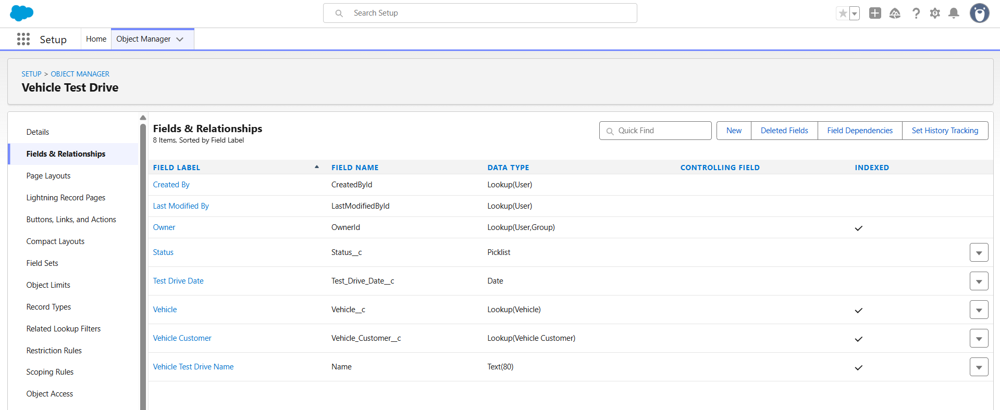 Search Setup
Setup
Home
Object Manager
SETUP > OBJECT MANAGER
Vehicle Test Drive
Details
Fields & Relationships
Page Layouts
Lightning Record Pages
Buttons, Links, and Actions
Compact Layouts
Field Sets
Object Limits
Record Types
Related Lookup Filters
Restriction Rules
Scoping Rules
Object Access
Fields & Relationships
8 Items, Sorted by Field Label
Quick Find
New
Deleted Fields
Field Dependencies
Set History Tracking
FIELD LABEL FIELD NAME DATA TYPE CONTROLLING FIELD INDEXED
Created By CreatedById Lookup(User)
Last Modified By LastModifiedById Lookup(User)
Owner OwnerId Lookup(User,Group)
Status Status__c Picklist
Test Drive Date Test_Drive_Date__c Date
Vehicle Vehicle__c Lookup(Vehicle)
Vehicle Customer Vehicle_Customer__c Lookup(Vehicle Customer)
Vehicle Test Drive Name Name Text(80)